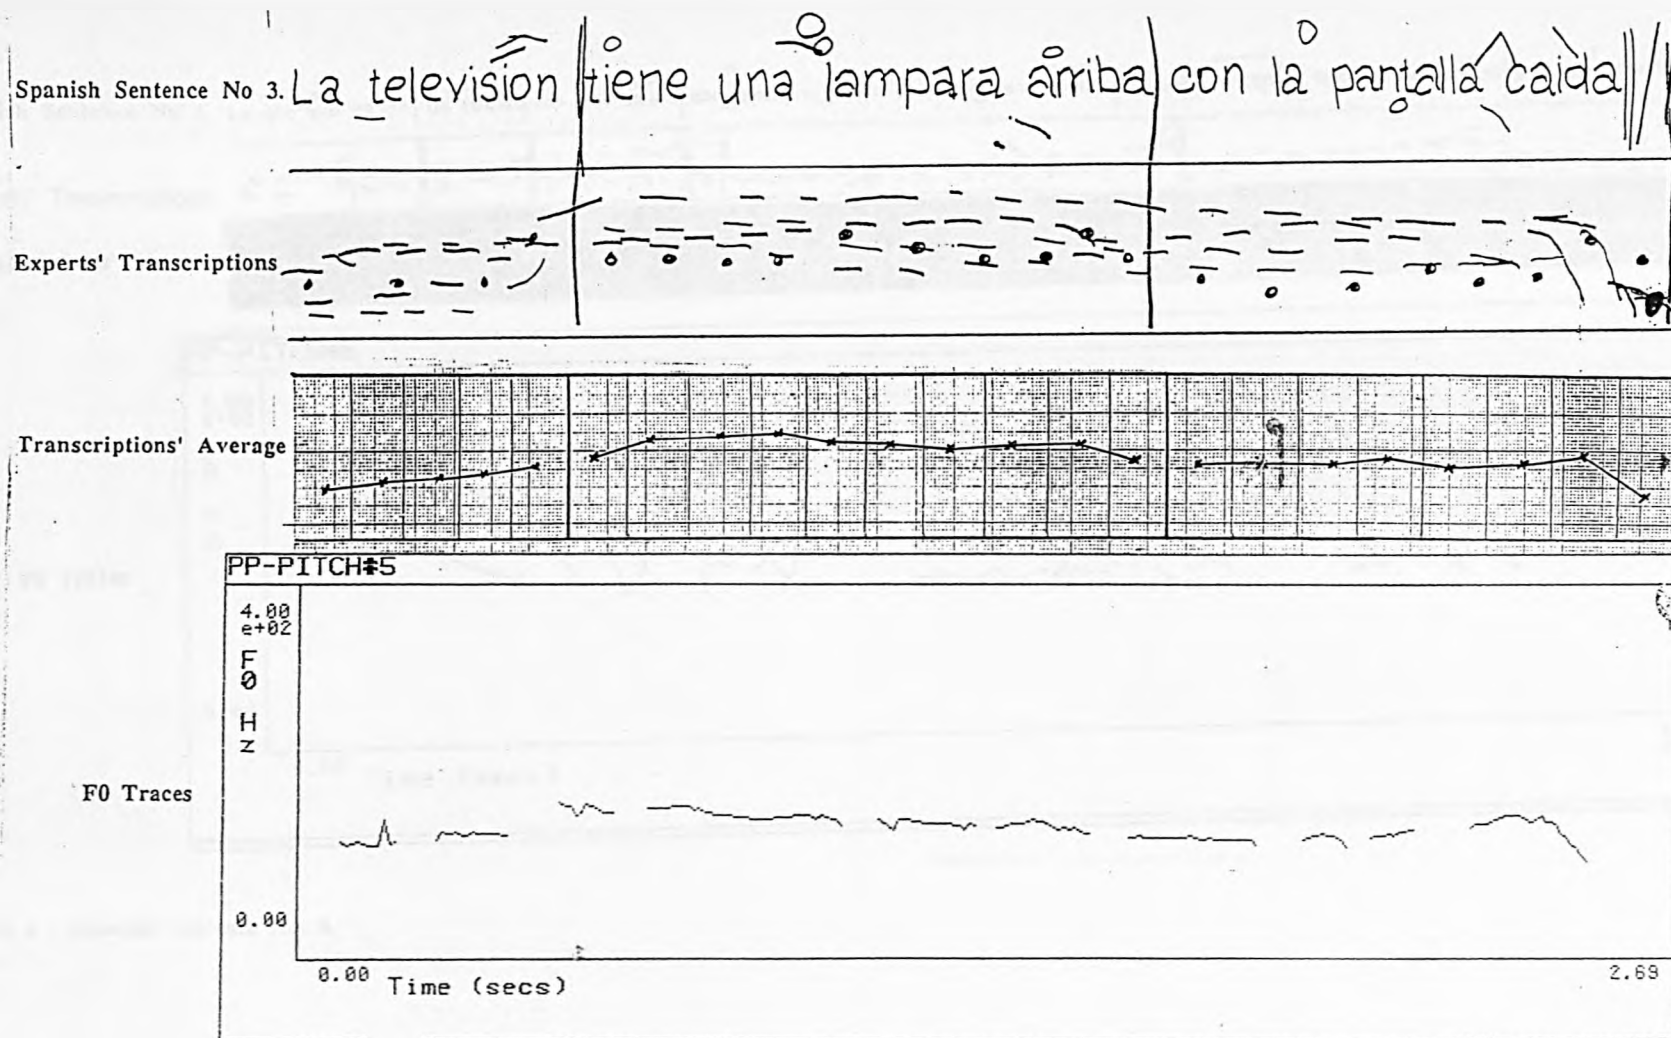 Spanish Sentence No 3. La television tiene una lampara arriba con la pantalla caida
Experts' Transcriptions
Transcriptions' Average
PP-PITCH#5
4.00
e+02
F0 Hz
F0 Traces
0.00
0.00 Time (secs) 2.69